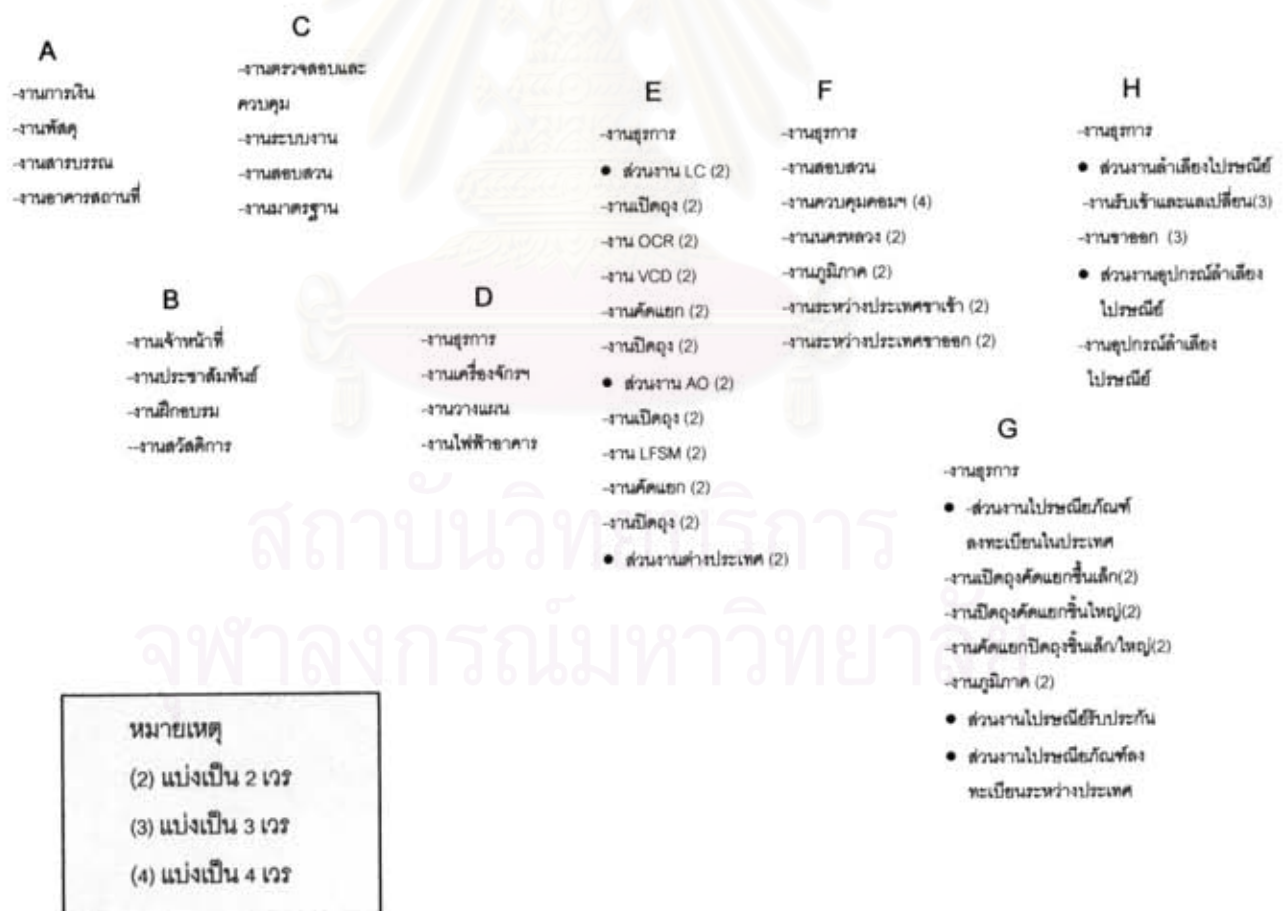 A
-งานการเงิน
-งานพัสดุ
-งานสารบรรณ
-งานอาคารสถานที่
C
-งานตรวจสอบและ
ควบคุม
-งานระบบงาน
-งานสอบสวน
-งานมาตรฐาน
B
-งานเจ้าหน้าที่
-งานประชาสัมพันธ์
-งานฝึกอบรม
--งานสวัสดิการ
D
-งานธุรการ
-งานเครื่องจักรฯ
-งานวางแผน
-งานไฟฟ้าอาคาร
E
-งานธุรการ
● ส่วนงาน LC (2)
-งานเปิดถุง (2)
-งาน OCR (2)
-งาน VCD (2)
-งานคัดแยก (2)
-งานปิดถุง (2)
● ส่วนงาน AO (2)
-งานเปิดถุง (2)
-งาน LFSM (2)
-งานคัดแยก (2)
-งานปิดถุง (2)
● ส่วนงานต่างประเทศ (2)
F
-งานธุรการ
-งานสอบสวน
-งานควบคุมคอมฯ (4)
-งานนครหลวง (2)
-งานภูมิภาค (2)
-งานระหว่างประเทศขาเข้า (2)
-งานระหว่างประเทศขาออก (2)
H
-งานธุรการ
● ส่วนงานลำเลียงไปรษณีย์
-งานรับเข้าและแลเปลี่ยน(3)
-งานขาออก (3)
● ส่วนงานอุปกรณ์ลำเลียง
ไปรษณีย์
-งานอุปกรณ์ลำเลียง
ไปรษณีย์
G
-งานธุรการ
● -ส่วนงานไปรษณียภัณฑ์
ลงทะเบียนในประเทศ
-งานเปิดถุงคัดแยกชื้นเล็ก(2)
-งานปิดถุงคัดแยกชิ้นใหญ่(2)
-งานคัดแยกปิดถุงชิ้นเล็ก/ใหญ่(2)
-งานภูมิภาค (2)
● ส่วนงานไปรษณีย์รับประกัน
● ส่วนงานไปรษณียภัณฑ์ลง
ทะเบียนระหว่างประเทศ
สถาบันวิทยบริการ
จุฬาลงกรณ์มหาวิทยาลัย
หมายเหตุ
(2) แบ่งเป็น 2 เวร
(3) แบ่งเป็น 3 เวร
(4) แบ่งเป็น 4 เวร